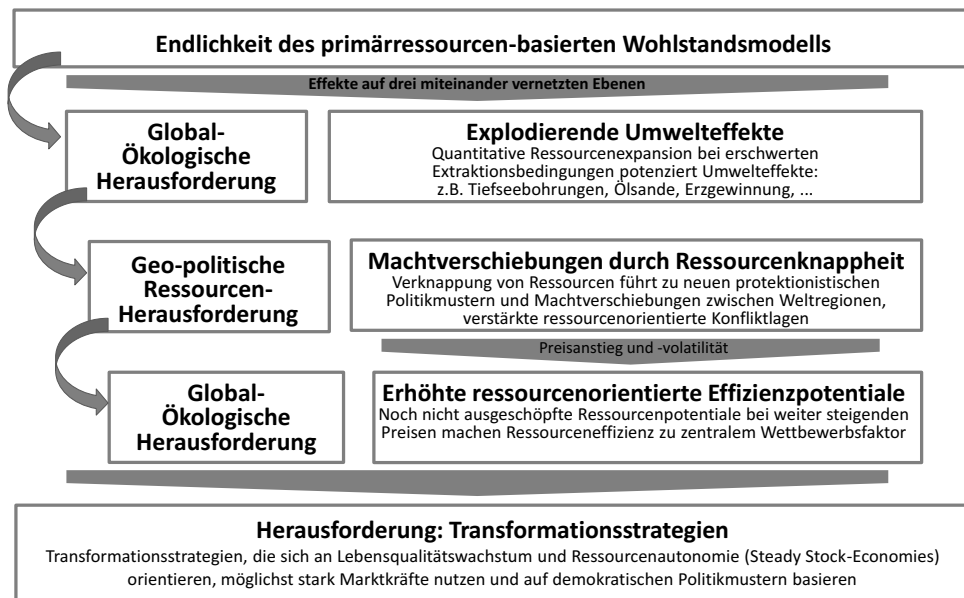 Endlichkeit des primärressourcen-basierten Wohlstandsmodells
Effekte auf drei miteinander vernetzten Ebenen
Global-
Ökologische
Herausforderung
Explodierende Umwelteffekte
Quantitative Ressourcenexpansion bei erschwerten
Extraktionsbedingungen potenziert Umwelteffekte:
z.B. Tiefseebohrungen, Ölsande, Erzgewinnung, ...
Geo-politische
Ressourcen-
Herausforderung
Machtverschiebungen durch Ressourcenknappheit
Verknappung von Ressourcen führt zu neuen protektionistischen
Politikmustern und Machtverschiebungen zwischen Weltregionen,
verstärkte ressourcenorientierte Konfliktlagen
Preisanstieg und -volatilität
Global-
Ökologische
Herausforderung
Erhöhte ressourcenorientierte Effizienzpotentiale
Noch nicht ausgeschöpfte Ressourcenpotentiale bei weiter steigenden
Preisen machen Ressourceneffizienz zu zentralem Wettbewerbsfaktor
Herausforderung: Transformationsstrategien
Transformationsstrategien, die sich an Lebensqualitätswachstum und Ressourcenautonomie (Steady Stock-Economies)
orientieren, möglichst stark Marktkräfte nutzen und auf demokratischen Politikmustern basieren